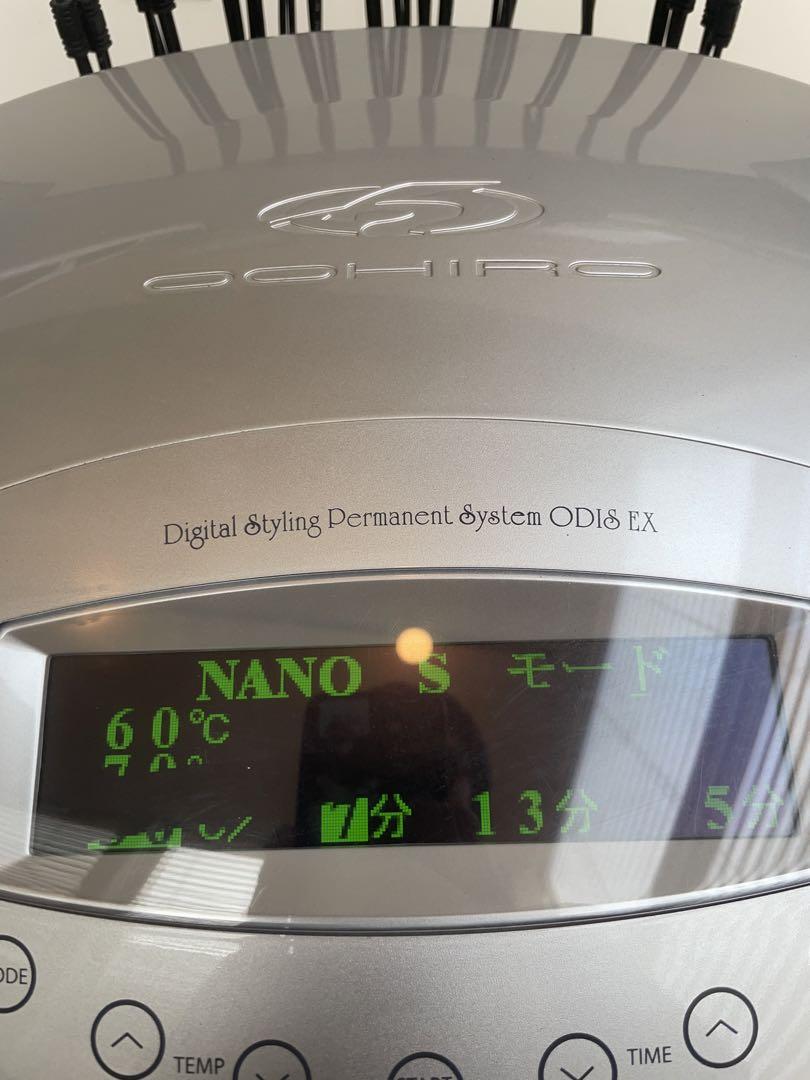 OOHIRO
Digital Styling Permanent System ODIS EX
NANO S モード
60℃
7分 13分 5分
TEMP
TIME